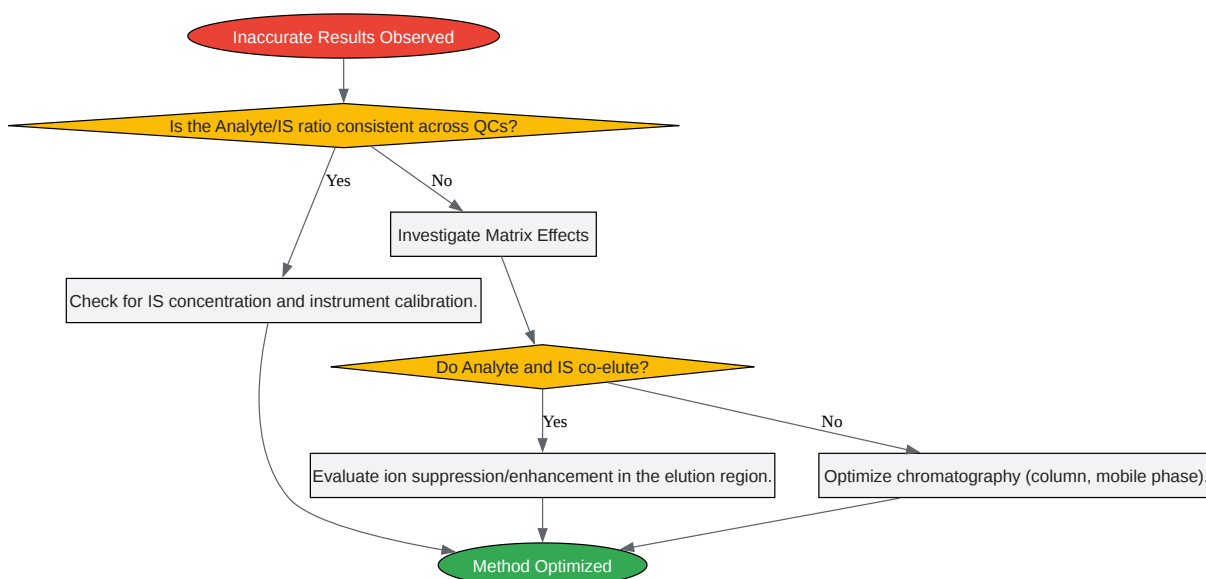 Inaccurate Results Observed
Is the Analyte/IS ratio consistent across QCs?
Yes
No
Investigate Matrix Effects
Check for IS concentration and instrument calibration.
Do Analyte and IS co-elute?
Yes
No
Evaluate ion suppression/enhancement in the elution region.
Optimize chromatography (column, mobile phase).
Method Optimized